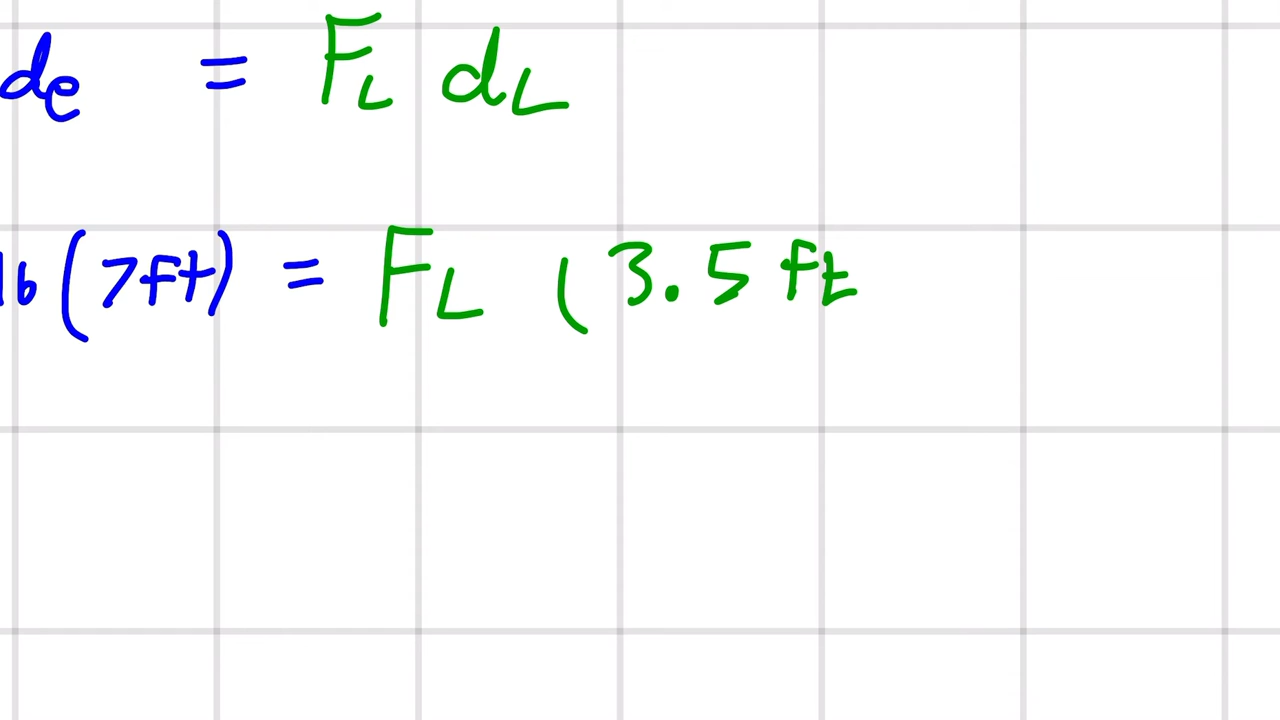 de = FL dL
lb (7ft) = FL (3.5 ft